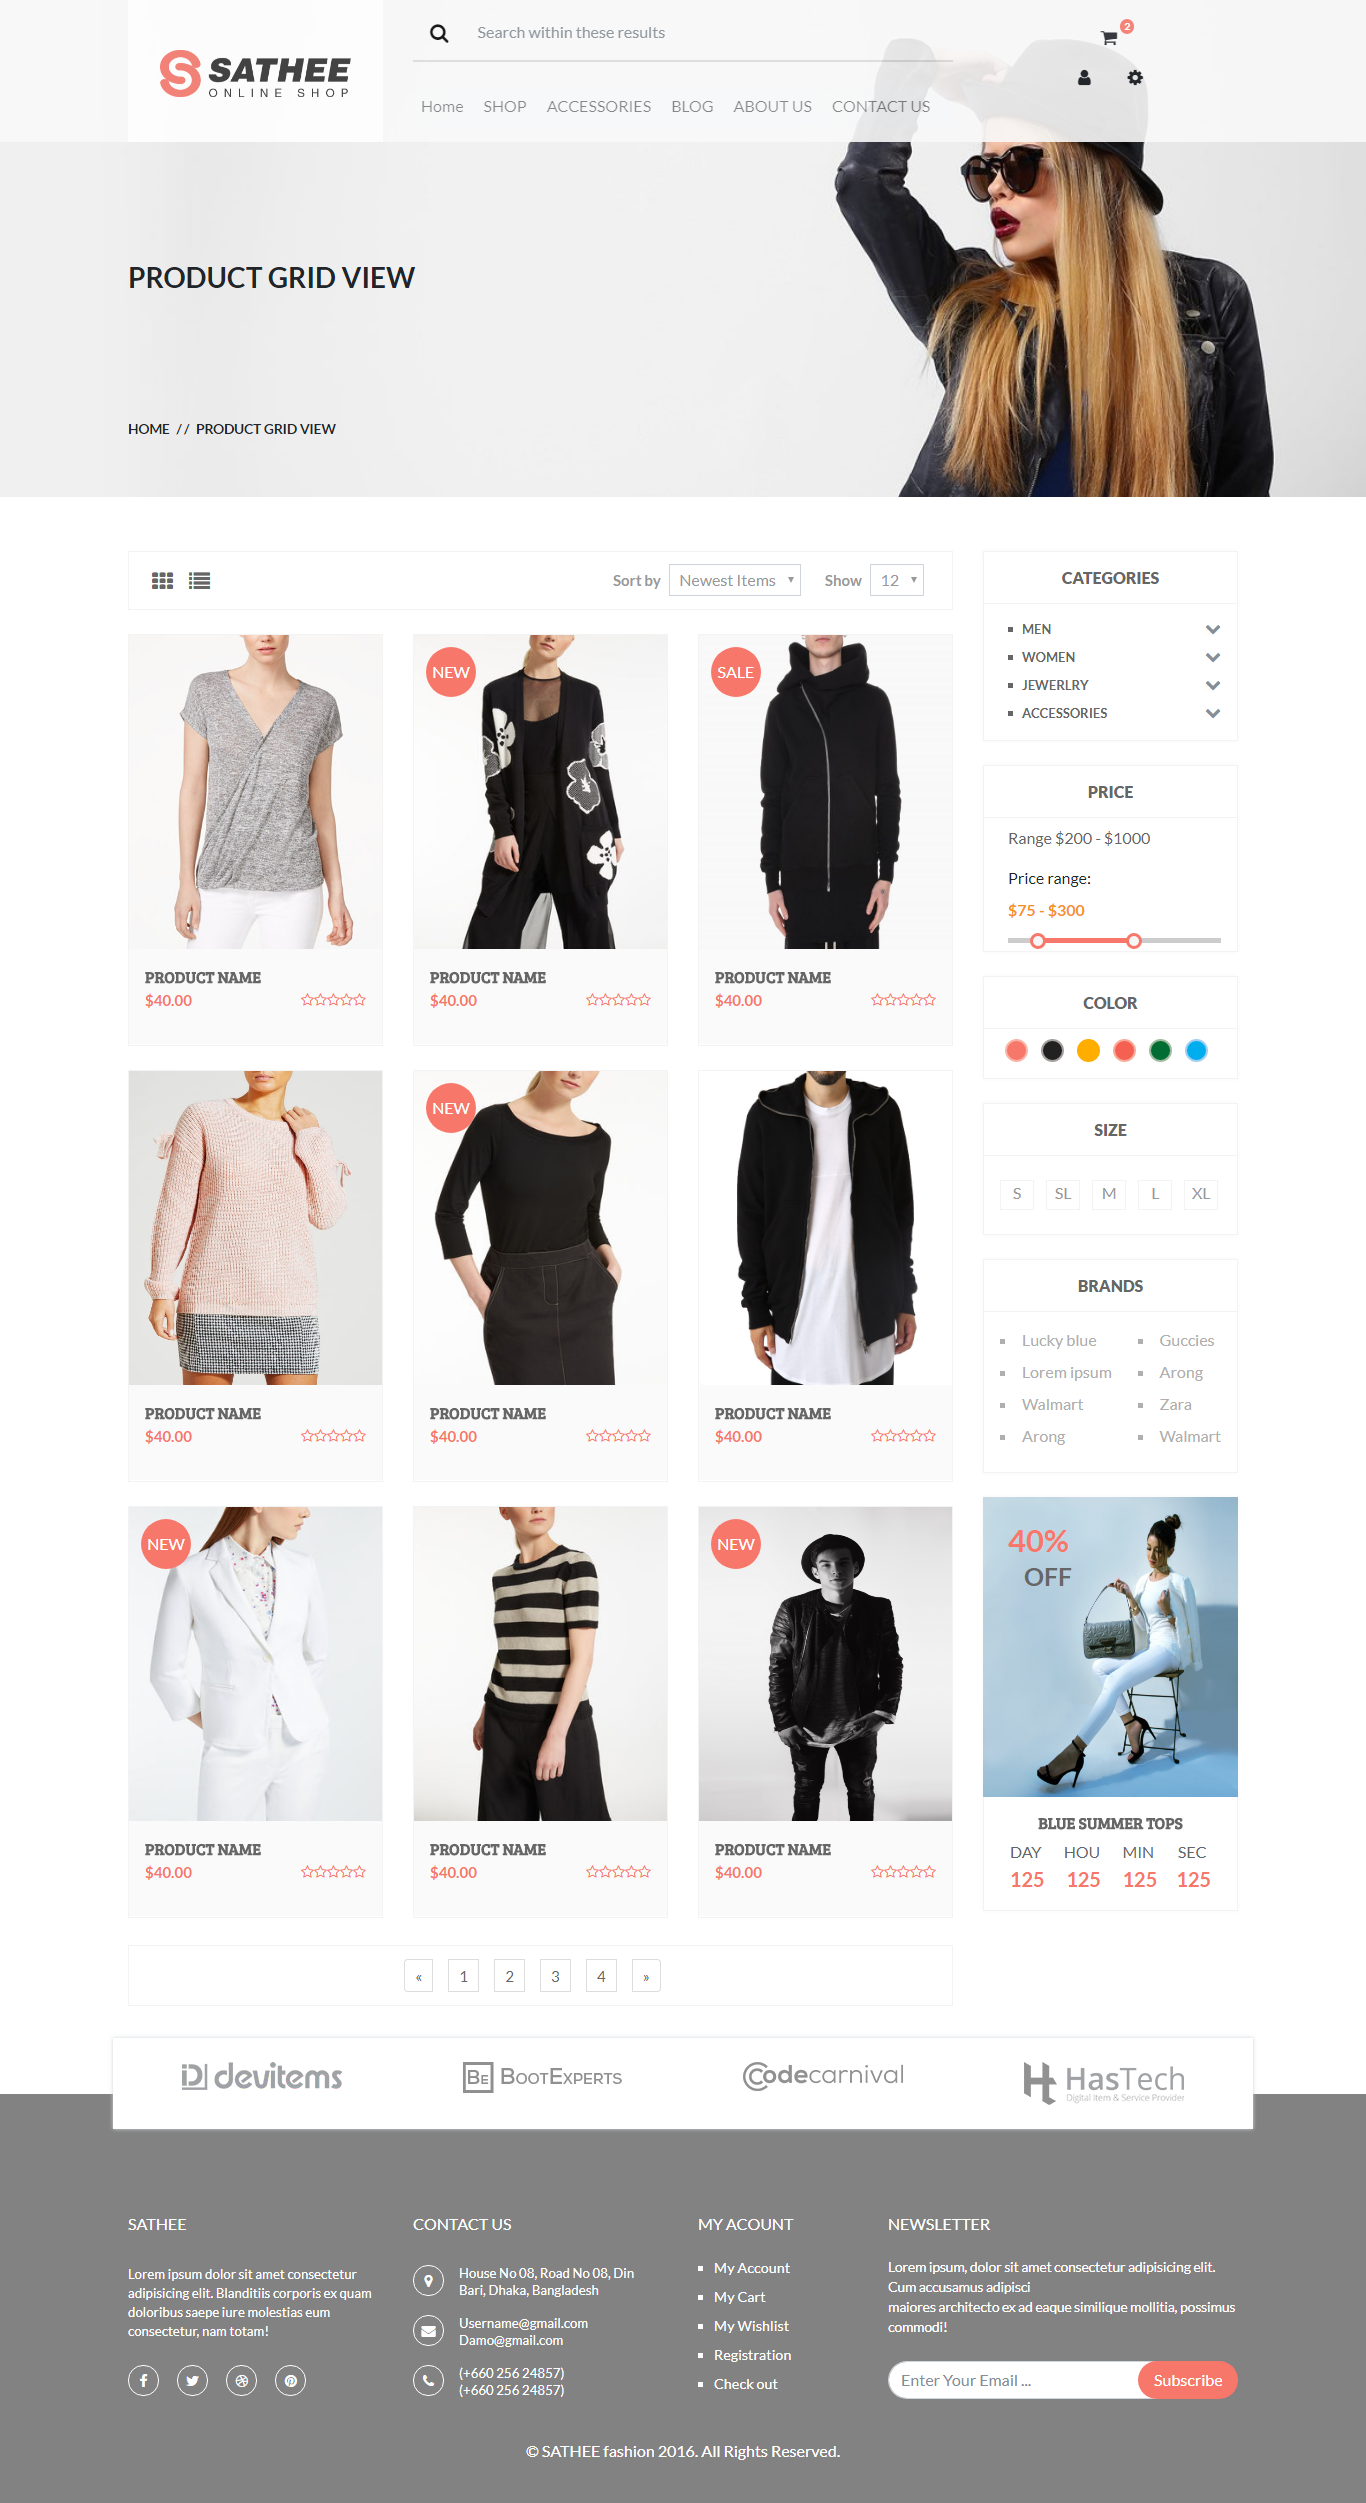 SATHEE
ONLINE SHOP
Search within these results
2
Home SHOP ACCESSORIES BLOG ABOUT US CONTACT US
PRODUCT GRID VIEW
HOME // PRODUCT GRID VIEW
Sort by Newest Items Show 12
NEW
SALE
PRODUCT NAME
$40.00
PRODUCT NAME
$40.00
PRODUCT NAME
$40.00
NEW
PRODUCT NAME
$40.00
PRODUCT NAME
$40.00
PRODUCT NAME
$40.00
NEW
NEW
PRODUCT NAME
$40.00
PRODUCT NAME
$40.00
PRODUCT NAME
$40.00
« 1 2 3 4 »
CATEGORIES
MEN
WOMEN
JEWERLRY
ACCESSORIES
PRICE
Range $200 - $1000
Price range:
$75 - $300
COLOR
SIZE
S SL M L XL
BRANDS
Lucky blue Guccies
Lorem ipsum Arong
Walmart Zara
Arong Walmart
40%
OFF
BLUE SUMMER TOPS
DAY HOU MIN SEC
125 125 125 125
D devitems
BE BOOTEXPERTS
Codecarnival
HasTech
Digital Item & Service Provider
SATHEE
Lorem ipsum dolor sit amet consectetur
adipisicing elit. Blanditiis corporis ex quam
doloribus saepe iure molestias eum
consectetur, nam totam!
CONTACT US
House No 08, Road No 08, Din
Bari, Dhaka, Bangladesh
Username@gmail.com
Damo@gmail.com
(+660 256 24857)
(+660 256 24857)
MY ACOUNT
My Account
My Cart
My Wishlist
Registration
Check out
NEWSLETTER
Lorem ipsum, dolor sit amet consectetur adipisicing elit.
Cum accusamus adipisci
maiores architecto ex ad eaque similique mollitia, possimus
commodi!
Enter Your Email ... Subscribe
© SATHEE fashion 2016. All Rights Reserved.